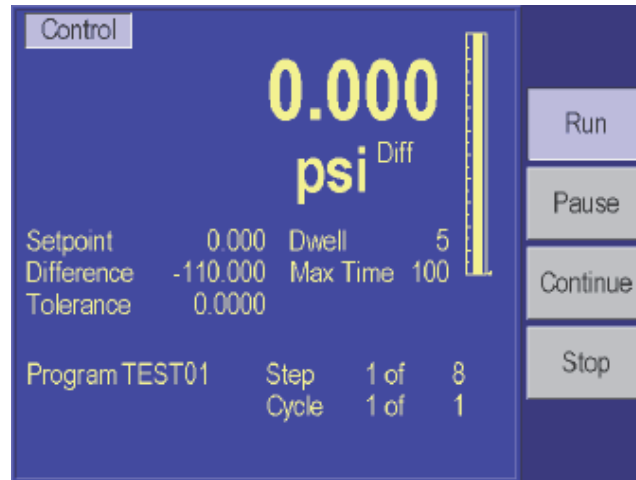 Control
0.000
psi Diff
Setpoint 0.000 Dwell 5
Difference -110.000 Max Time 100
Tolerance 0.0000
Program TEST01 Step 1 of 8
Cycle 1 of 1
Run
Pause
Continue
Stop